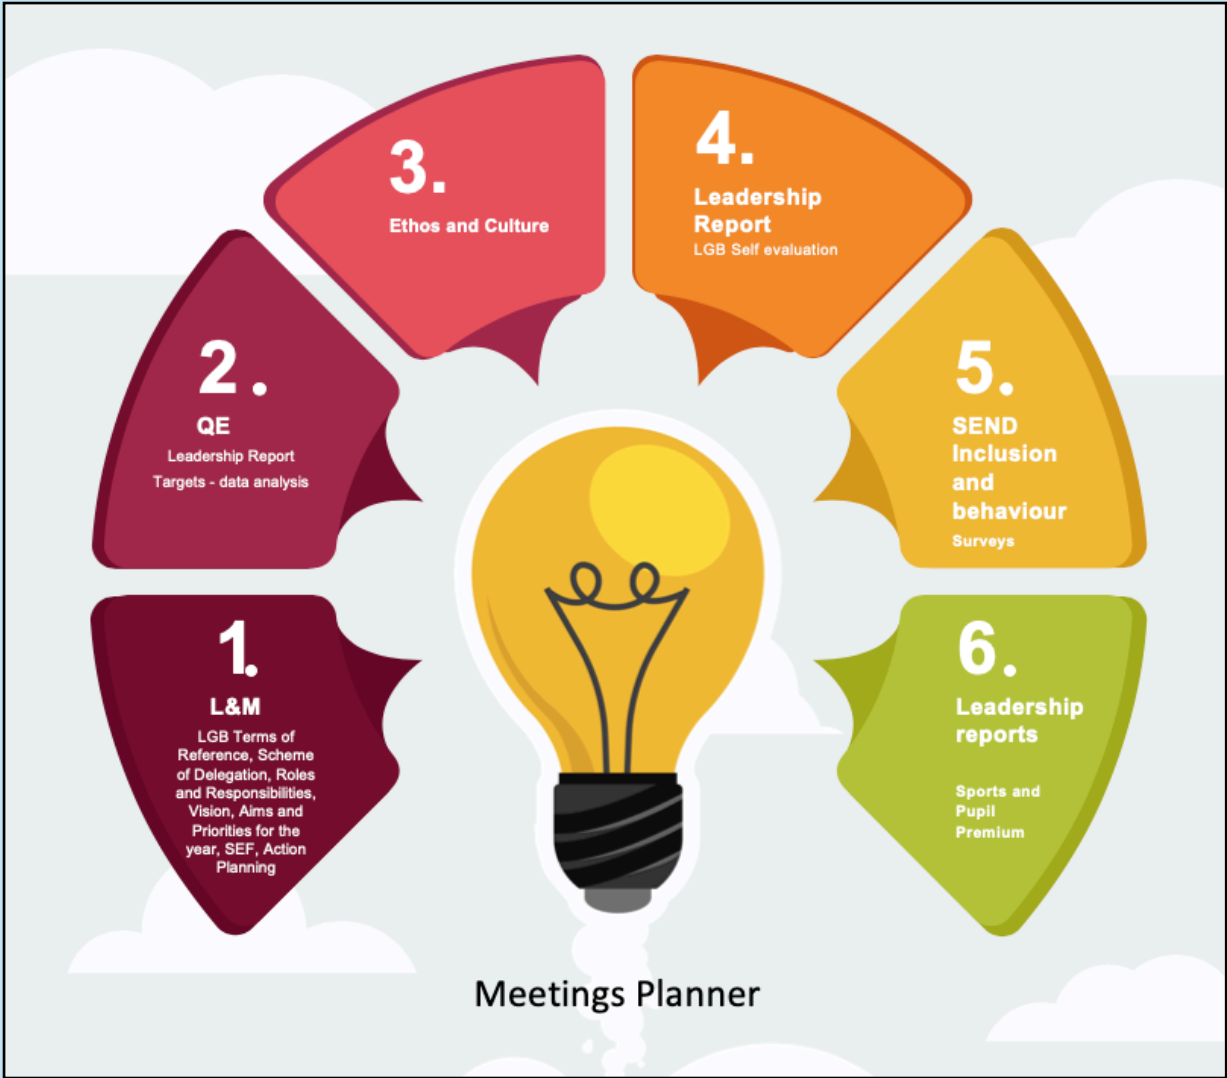 1.
L&M
LGB Terms of
Reference, Scheme
of Delegation, Roles
and Responsibilities,
Vision, Aims and
Priorities for the
year, SEF, Action
Planning
2.
QE
Leadership Report
Targets - data analysis
3.
Ethos and Culture
4.
Leadership
Report
LGB Self evaluation
5.
SEND
Inclusion
and
behaviour
Surveys
6.
Leadership
reports
Sports and
Pupil
Premium
Meetings Planner